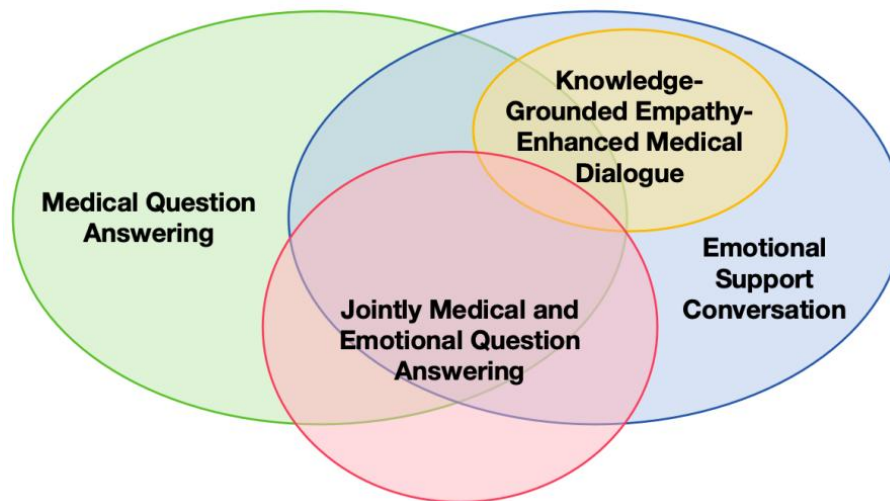 Knowledge-
Grounded Empathy-
Enhanced Medical
Dialogue
Medical Question
Answering
Emotional
Support
Conversation
Jointly Medical and
Emotional Question
Answering